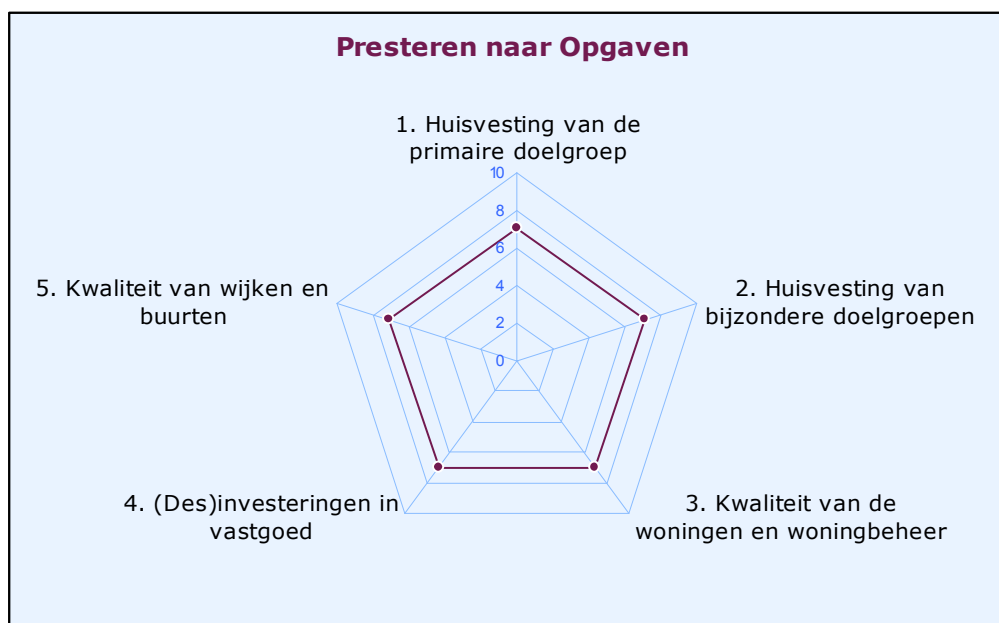 Presteren naar Opgaven
1. Huisvesting van de
primaire doelgroep
10
8
6
4
2
0
5. Kwaliteit van wijken en
buurten
2. Huisvesting van
bijzondere doelgroepen
4. (Des)investeringen in
vastgoed
3. Kwaliteit van de
woningen en woningbeheer